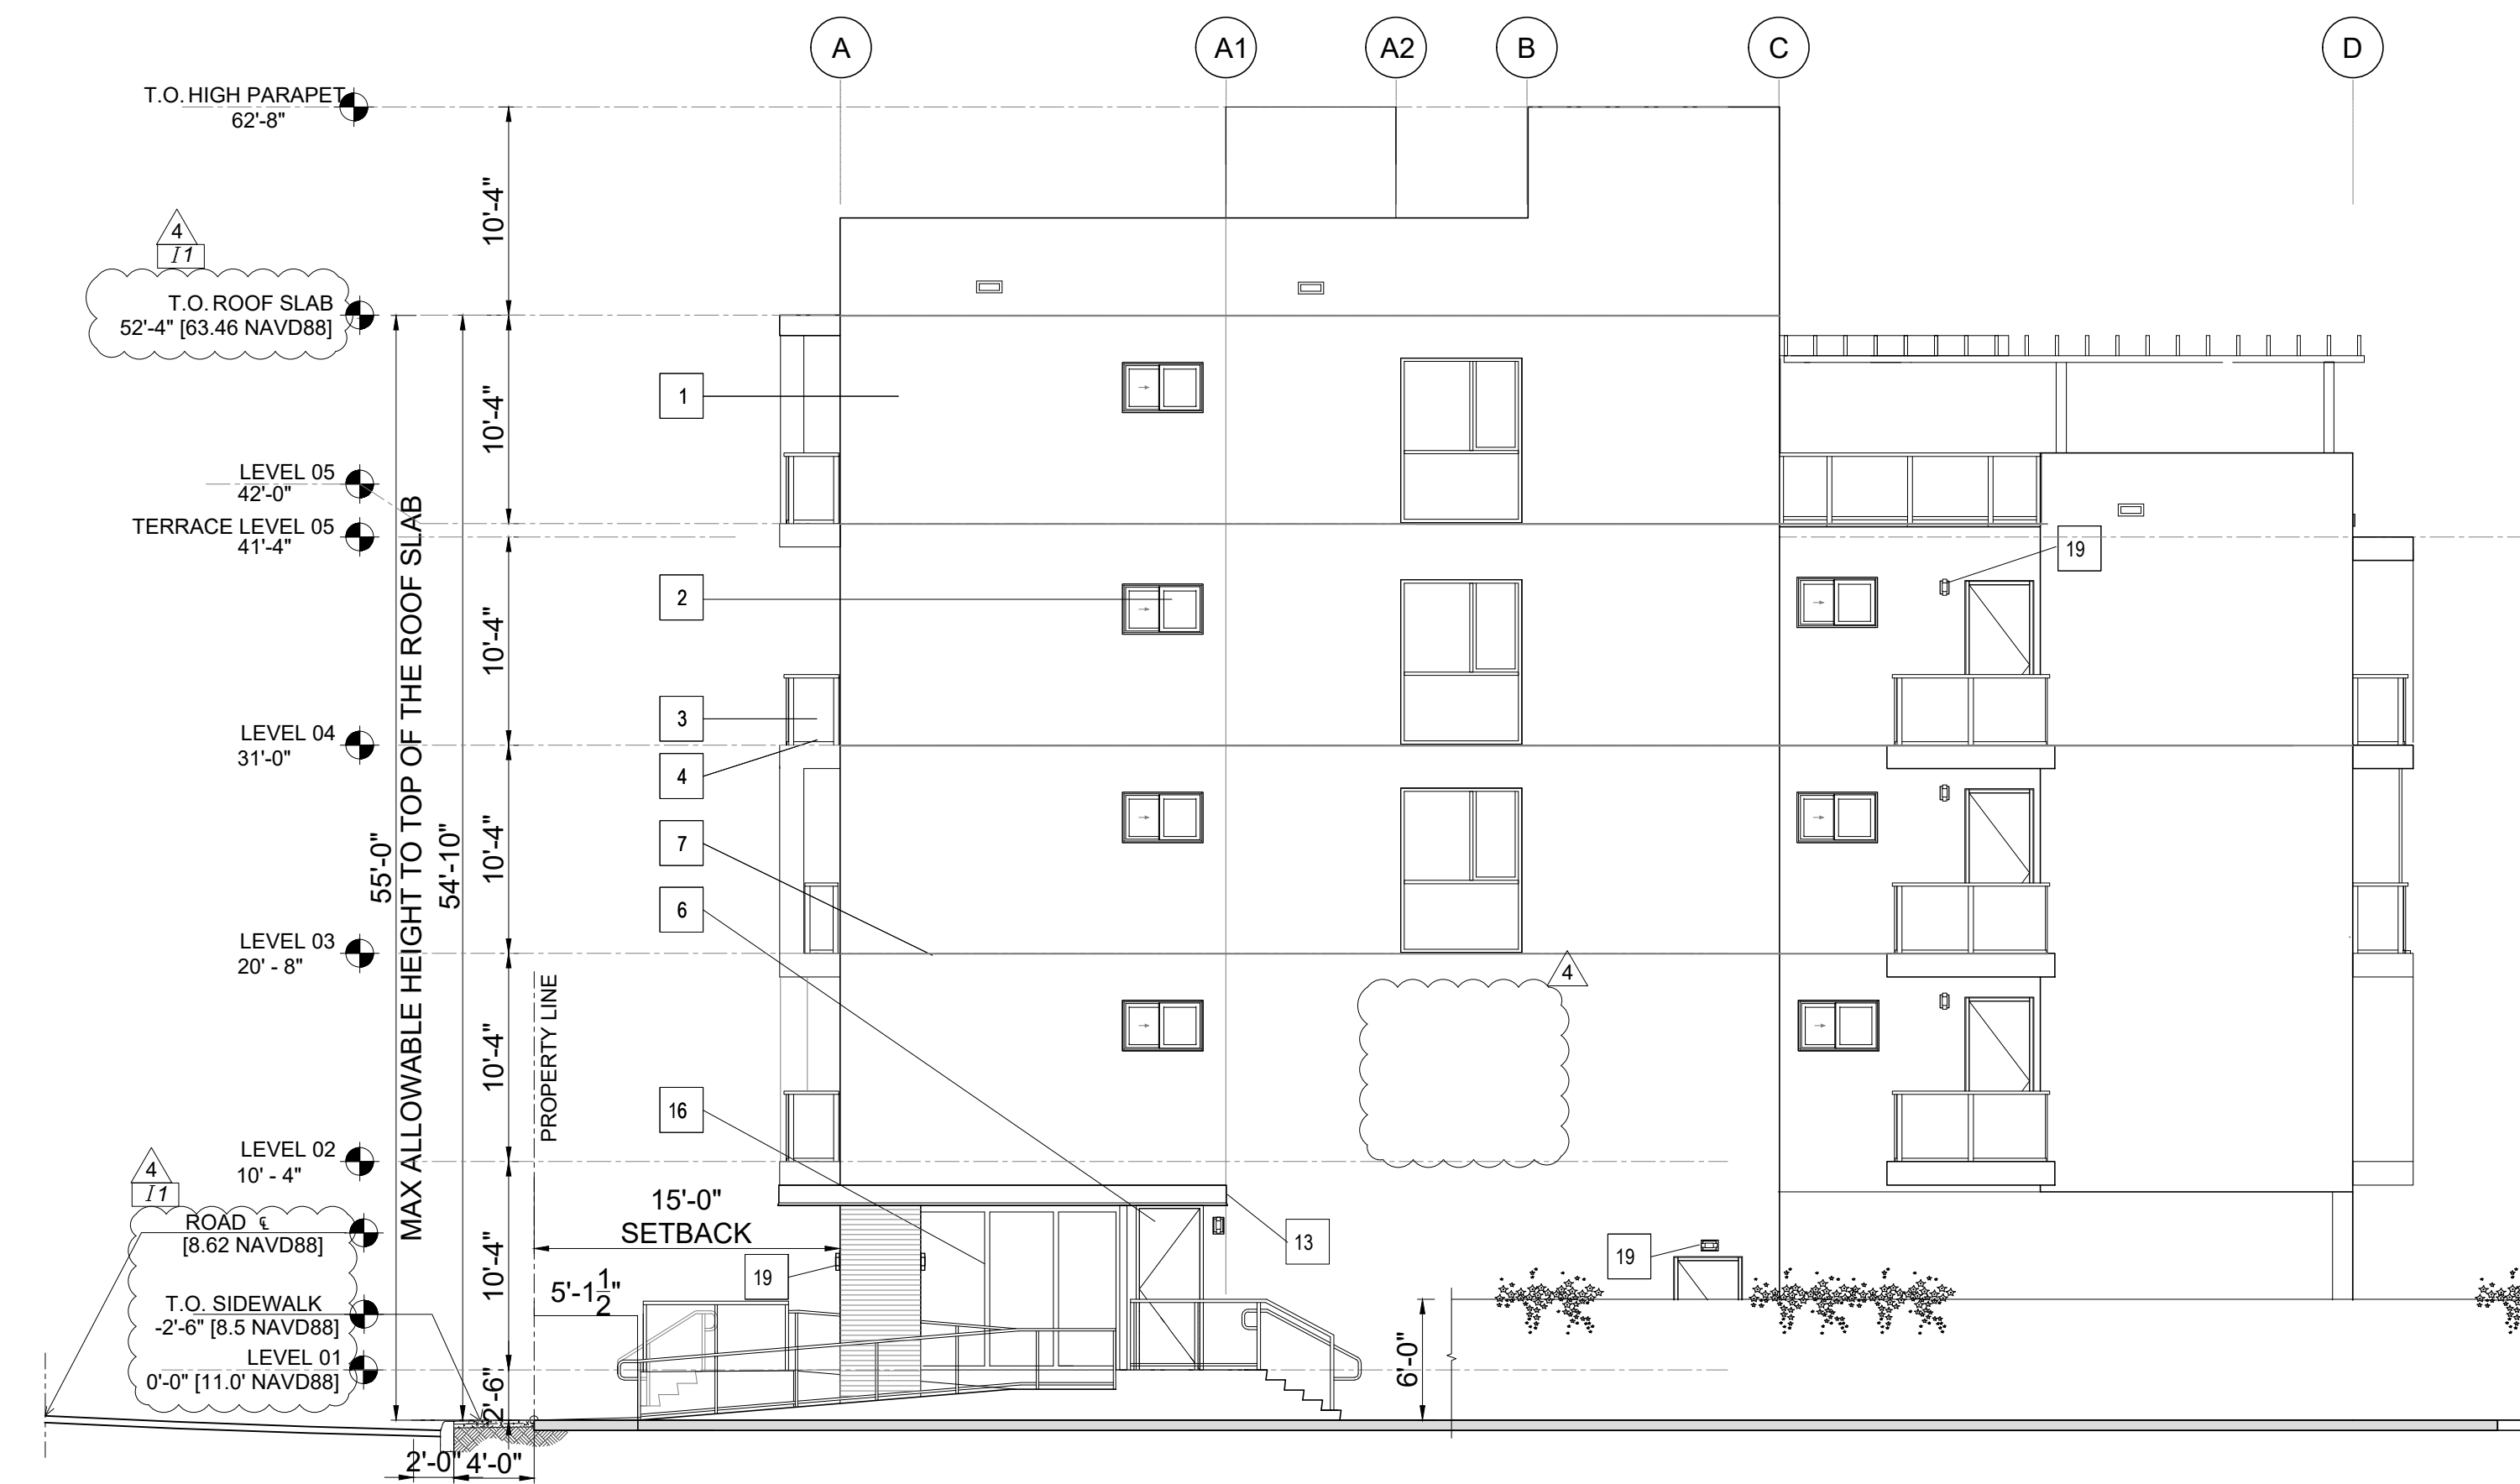 A
A1
A2
B
C
D
T.O. HIGH PARAPET
62'-8"
10'-4"
4
I1
T.O. ROOF SLAB
52'-4" [63.46 NAVD88]
10'-4"
1
LEVEL 05
42'-0"
TERRACE LEVEL 05
41'-4"
19
2
10'-4"
3
LEVEL 04
31'-0"
4
MAX ALLOWABLE HEIGHT TO TOP OF THE ROOF SLAB
55'-0"
54'-10"
10'-4"
7
6
LEVEL 03
20' - 8"
4
PROPERTY LINE
10'-4"
16
LEVEL 02
10' - 4"
4
I1
15'-0"
SETBACK
ROAD ℄
[8.62 NAVD88]
13
19
10'-4"
19
5'-1 1/2"
T.O. SIDEWALK
-2'-6" [8.5 NAVD88]
LEVEL 01
0'-0" [11.0' NAVD88]
6'-0"
2'-6"
2'-0"
4'-0"